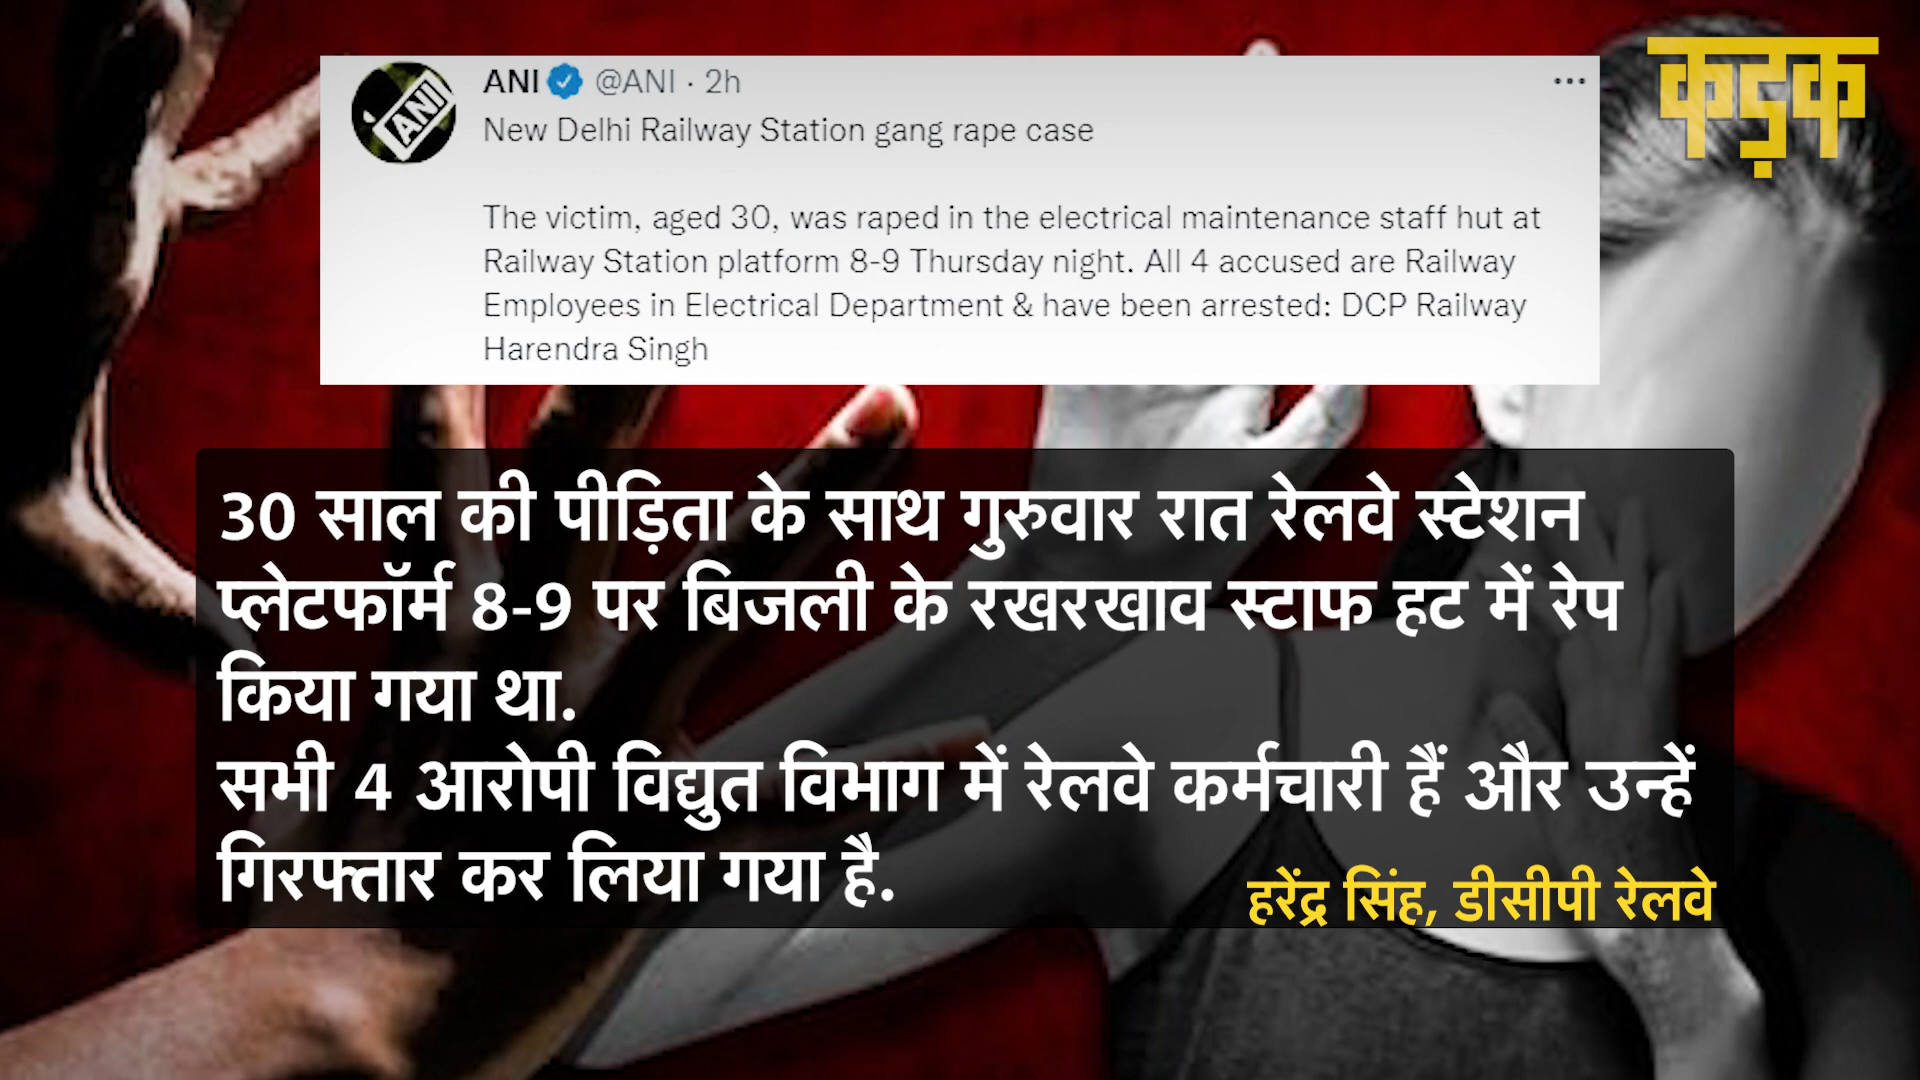 कड़क
ANI @ANI · 2h
New Delhi Railway Station gang rape case
The victim, aged 30, was raped in the electrical maintenance staff hut at
Railway Station platform 8-9 Thursday night. All 4 accused are Railway
Employees in Electrical Department & have been arrested: DCP Railway
Harendra Singh
30 साल की पीड़िता के साथ गुरुवार रात रेलवे स्टेशन
प्लेटफॉर्म 8-9 पर बिजली के रखरखाव स्टाफ हट में रेप
किया गया था.
सभी 4 आरोपी विद्युत विभाग में रेलवे कर्मचारी हैं और उन्हें
गिरफ्तार कर लिया गया है.
हरेंद्र सिंह, डीसीपी रेलवे